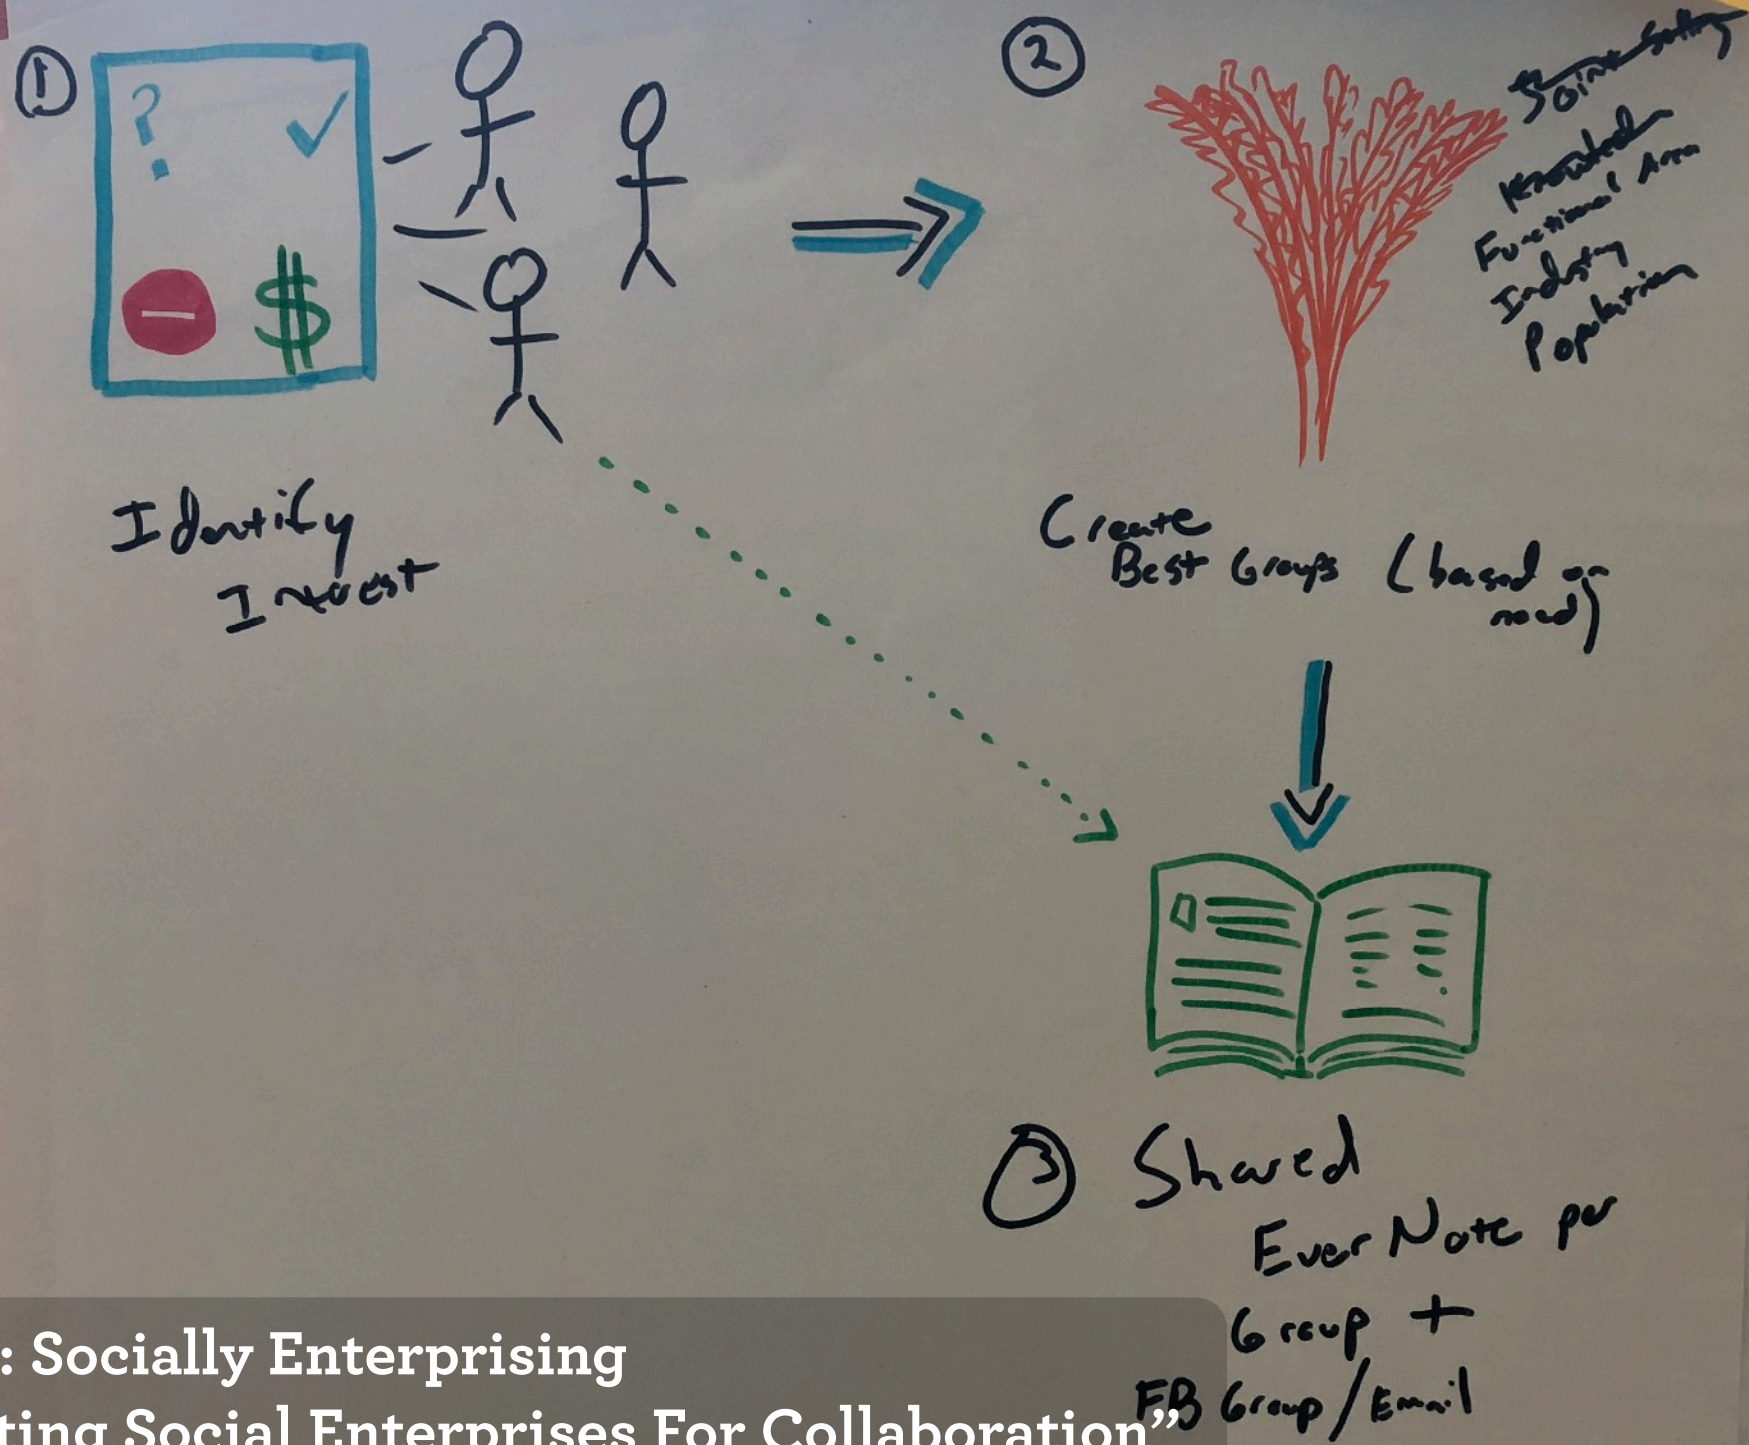 1
?
$
Identify
Interest
2
Joint Selling
Knowled
Functional Area
Industry
Population
Create
Best Groups (based on
need)
3
Shared
EverNote per
Group +
FB Group/Email
: Socially Enterprising
ting Social Enterprises For Collaboration”